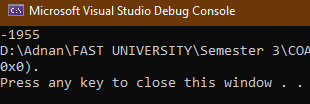 Microsoft Visual Studio Debug Console
-1955
D:\Adnan\FAST UNIVERSITY\Semester 3\COA
0x0).
Press any key to close this window . .